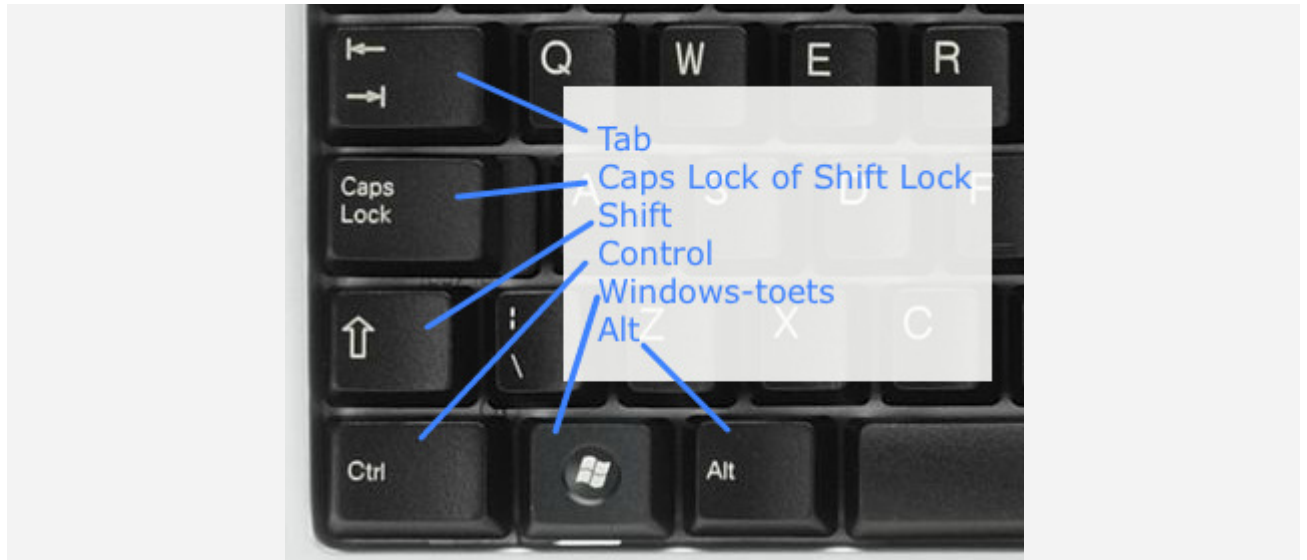 Q W E R
Tab
Caps Lock of Shift Lock
Shift
Control
Windows-toets
Alt
Caps
Lock
A S D F
¦
\
Z X C
Ctrl
Alt